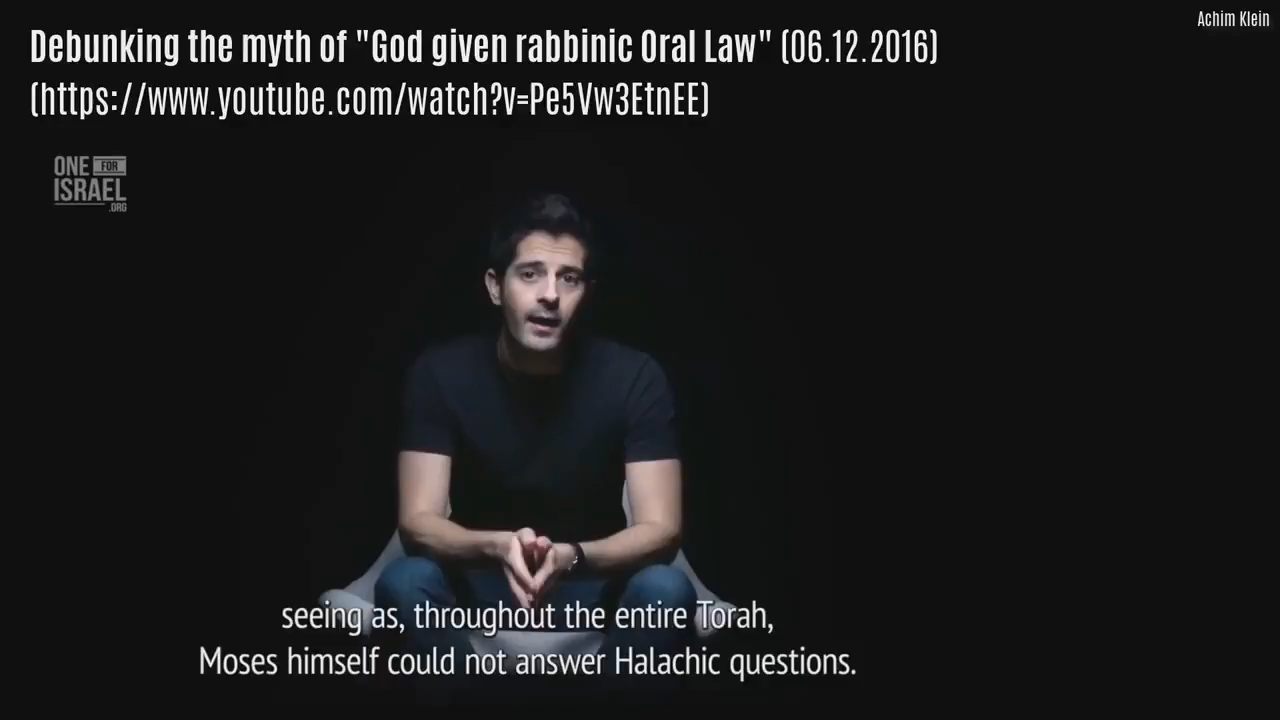 Achim Klein
Debunking the myth of "God given rabbinic Oral Law" (06.12.2016)
(https://www.youtube.com/watch?v=Pe5Vw3EtnEE)
ONE FOR
ISRAEL
.ORG
seeing as, throughout the entire Torah,
Moses himself could not answer Halachic questions.